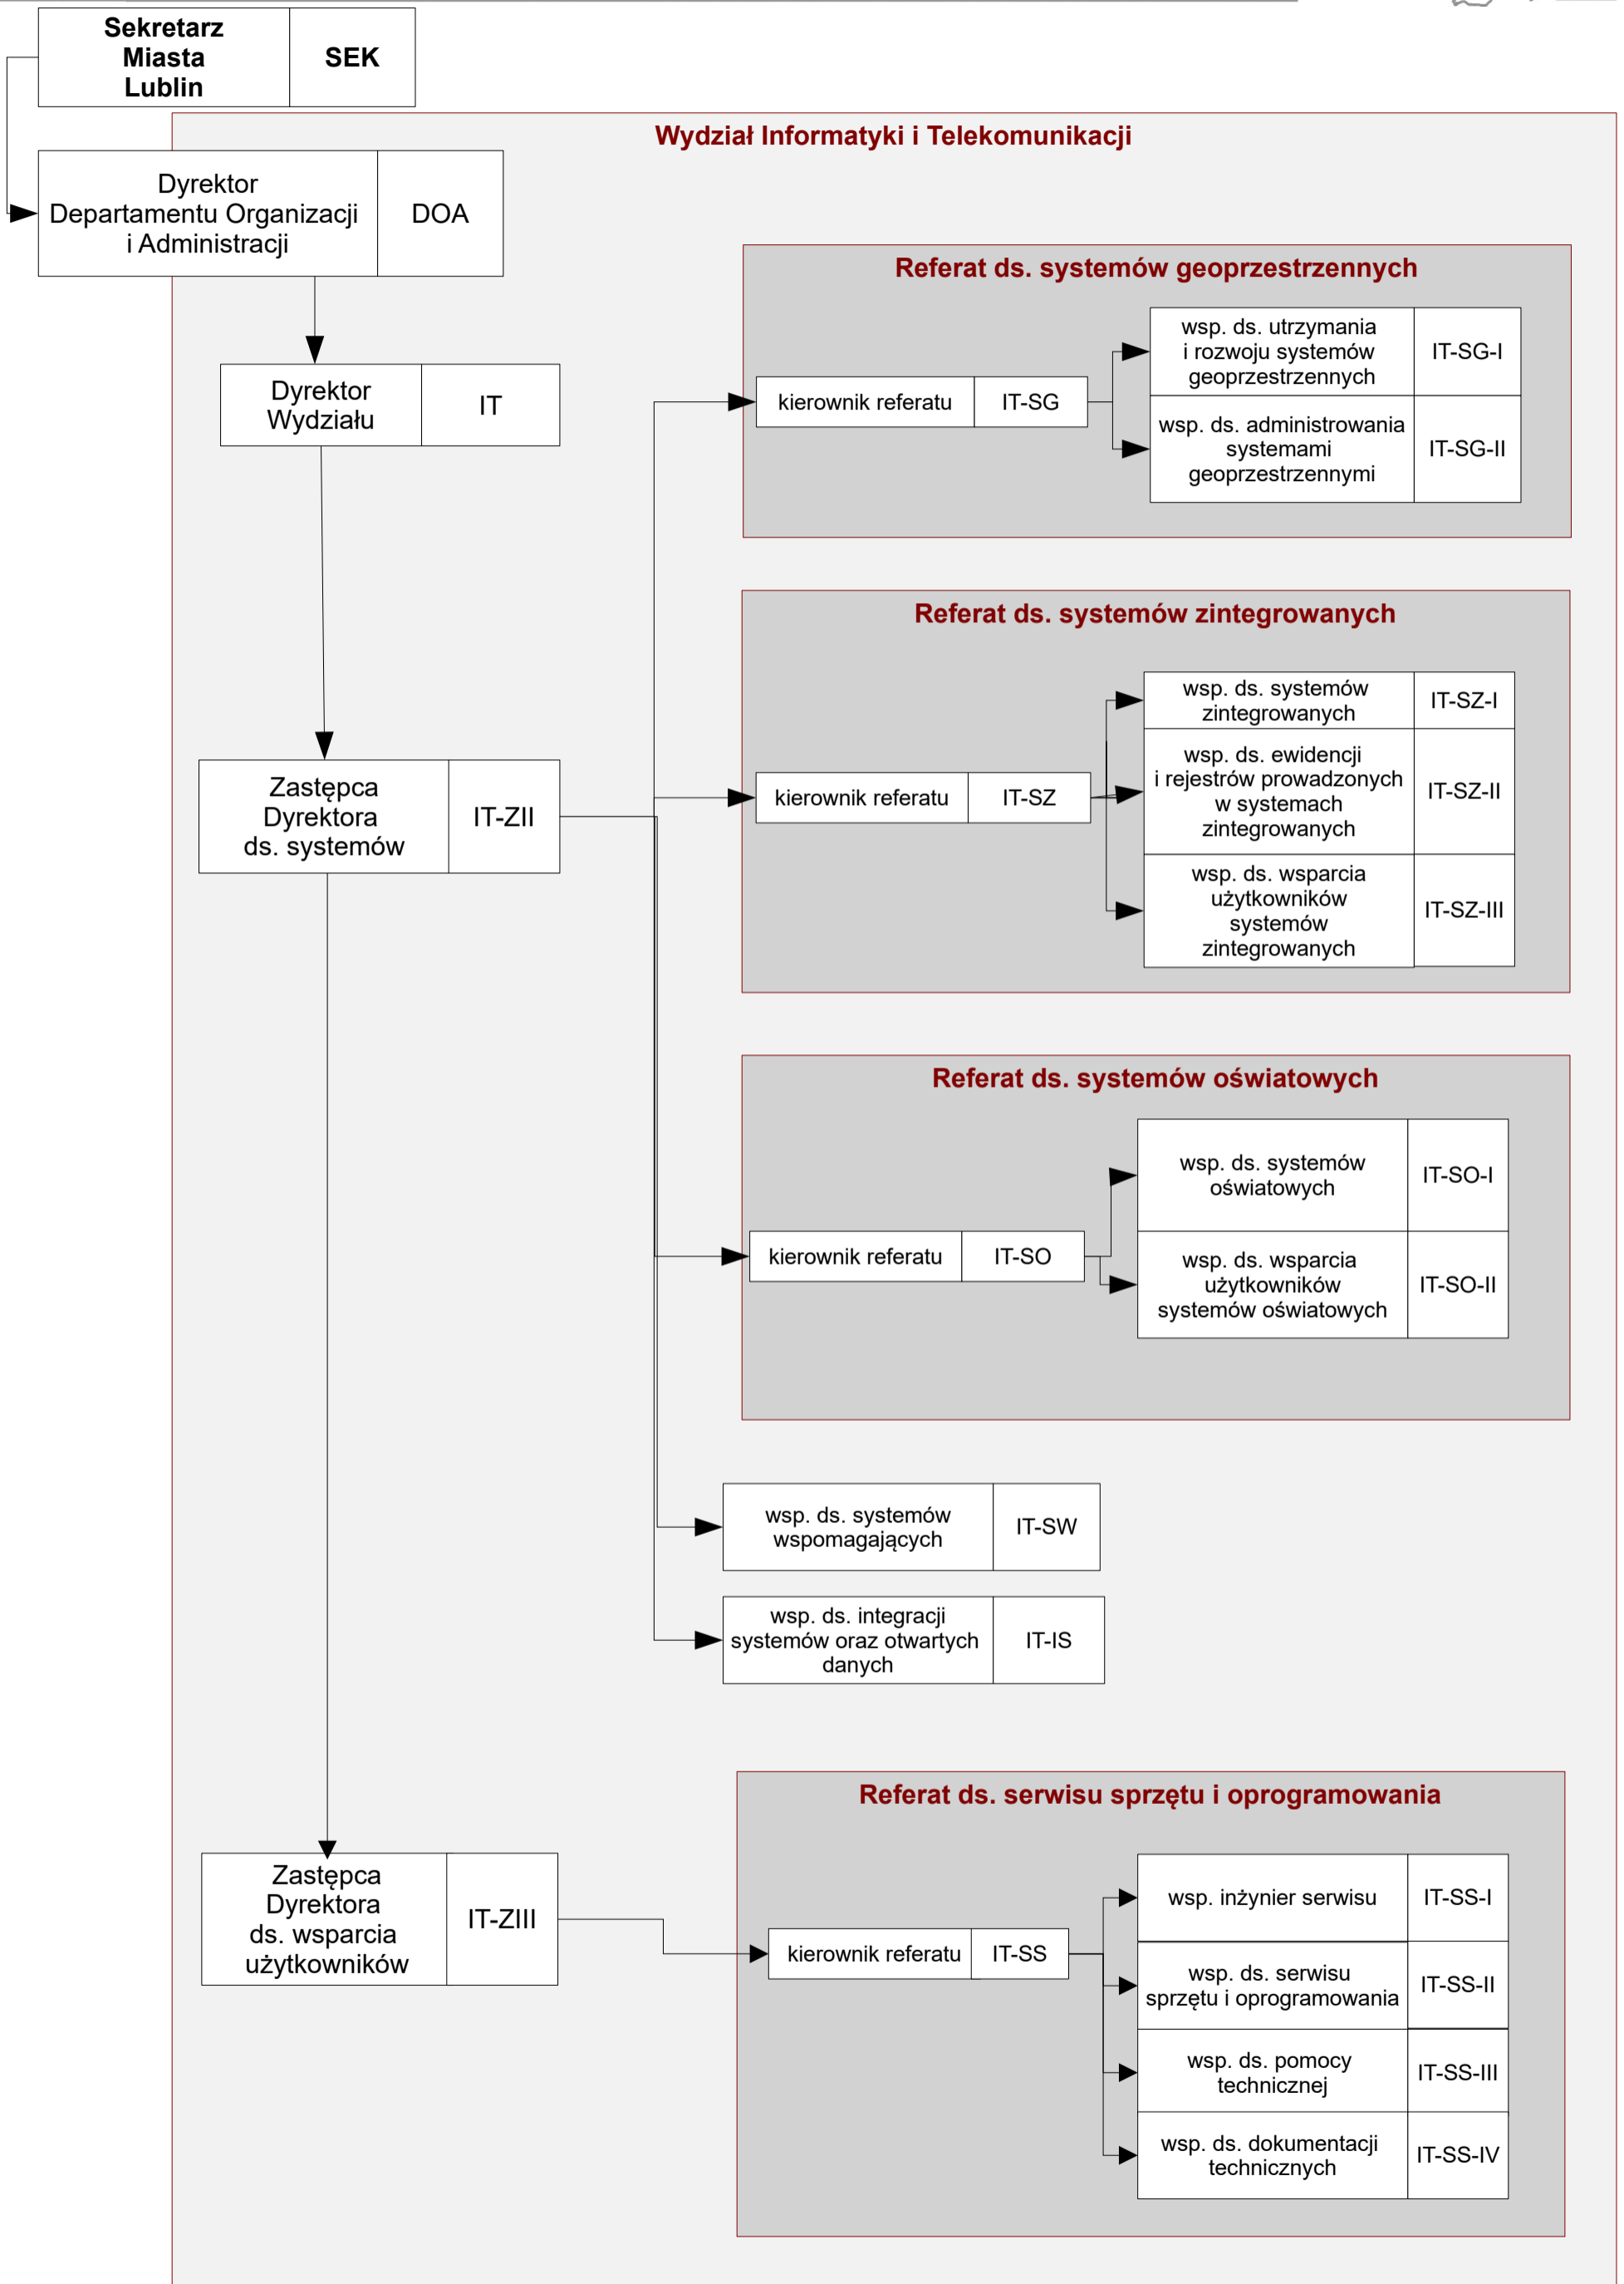 Sekretarz
Miasta
Lublin
SEK
Wydział Informatyki i Telekomunikacji
Dyrektor
Departamentu Organizacji
i Administracji
DOA
Dyrektor
Wydziału
IT
Referat ds. systemów geoprzestrzennych
kierownik referatu
IT-SG
wsp. ds. utrzymania
i rozwoju systemów
geoprzestrzennych
IT-SG-I
wsp. ds. administrowania
systemami
geoprzestrzennymi
IT-SG-II
Referat ds. systemów zintegrowanych
kierownik referatu
IT-SZ
wsp. ds. systemów
zintegrowanych
IT-SZ-I
wsp. ds. ewidencji
i rejestrów prowadzonych
w systemach
zintegrowanych
IT-SZ-II
wsp. ds. wsparcia
użytkowników
systemów
zintegrowanych
IT-SZ-III
Zastępca
Dyrektora
ds. systemów
IT-ZII
Referat ds. systemów oświatowych
kierownik referatu
IT-SO
wsp. ds. systemów
oświatowych
IT-SO-I
wsp. ds. wsparcia
użytkowników
systemów oświatowych
IT-SO-II
wsp. ds. systemów
wspomagających
IT-SW
wsp. ds. integracji
systemów oraz otwartych
danych
IT-IS
Zastępca
Dyrektora
ds. wsparcia
użytkowników
IT-ZIII
Referat ds. serwisu sprzętu i oprogramowania
kierownik referatu
IT-SS
wsp. inżynier serwisu
IT-SS-I
wsp. ds. serwisu
sprzętu i oprogramowania
IT-SS-II
wsp. ds. pomocy
technicznej
IT-SS-III
wsp. ds. dokumentacji
technicznych
IT-SS-IV